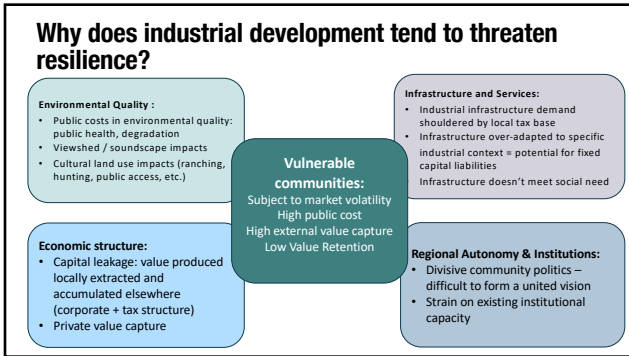 Why does industrial development tend to threaten
resilience?
Environmental Quality :
• Public costs in environmental quality:
public health, degradation
• Viewshed / soundscape impacts
• Cultural land use impacts (ranching,
hunting, public access, etc.)
Infrastructure and Services:
• Industrial infrastructure demand
shouldered by local tax base
• Infrastructure over-adapted to specific
industrial context = potential for fixed
capital liabilities
• Infrastructure doesn't meet social need
Vulnerable
communities:
Subject to market volatility
High public cost
High external value capture
Low Value Retention
Economic structure:
• Capital leakage: value produced
locally extracted and
accumulated elsewhere
(corporate + tax structure)
• Private value capture
Regional Autonomy & Institutions:
• Divisive community politics –
difficult to form a united vision
• Strain on existing institutional
capacity